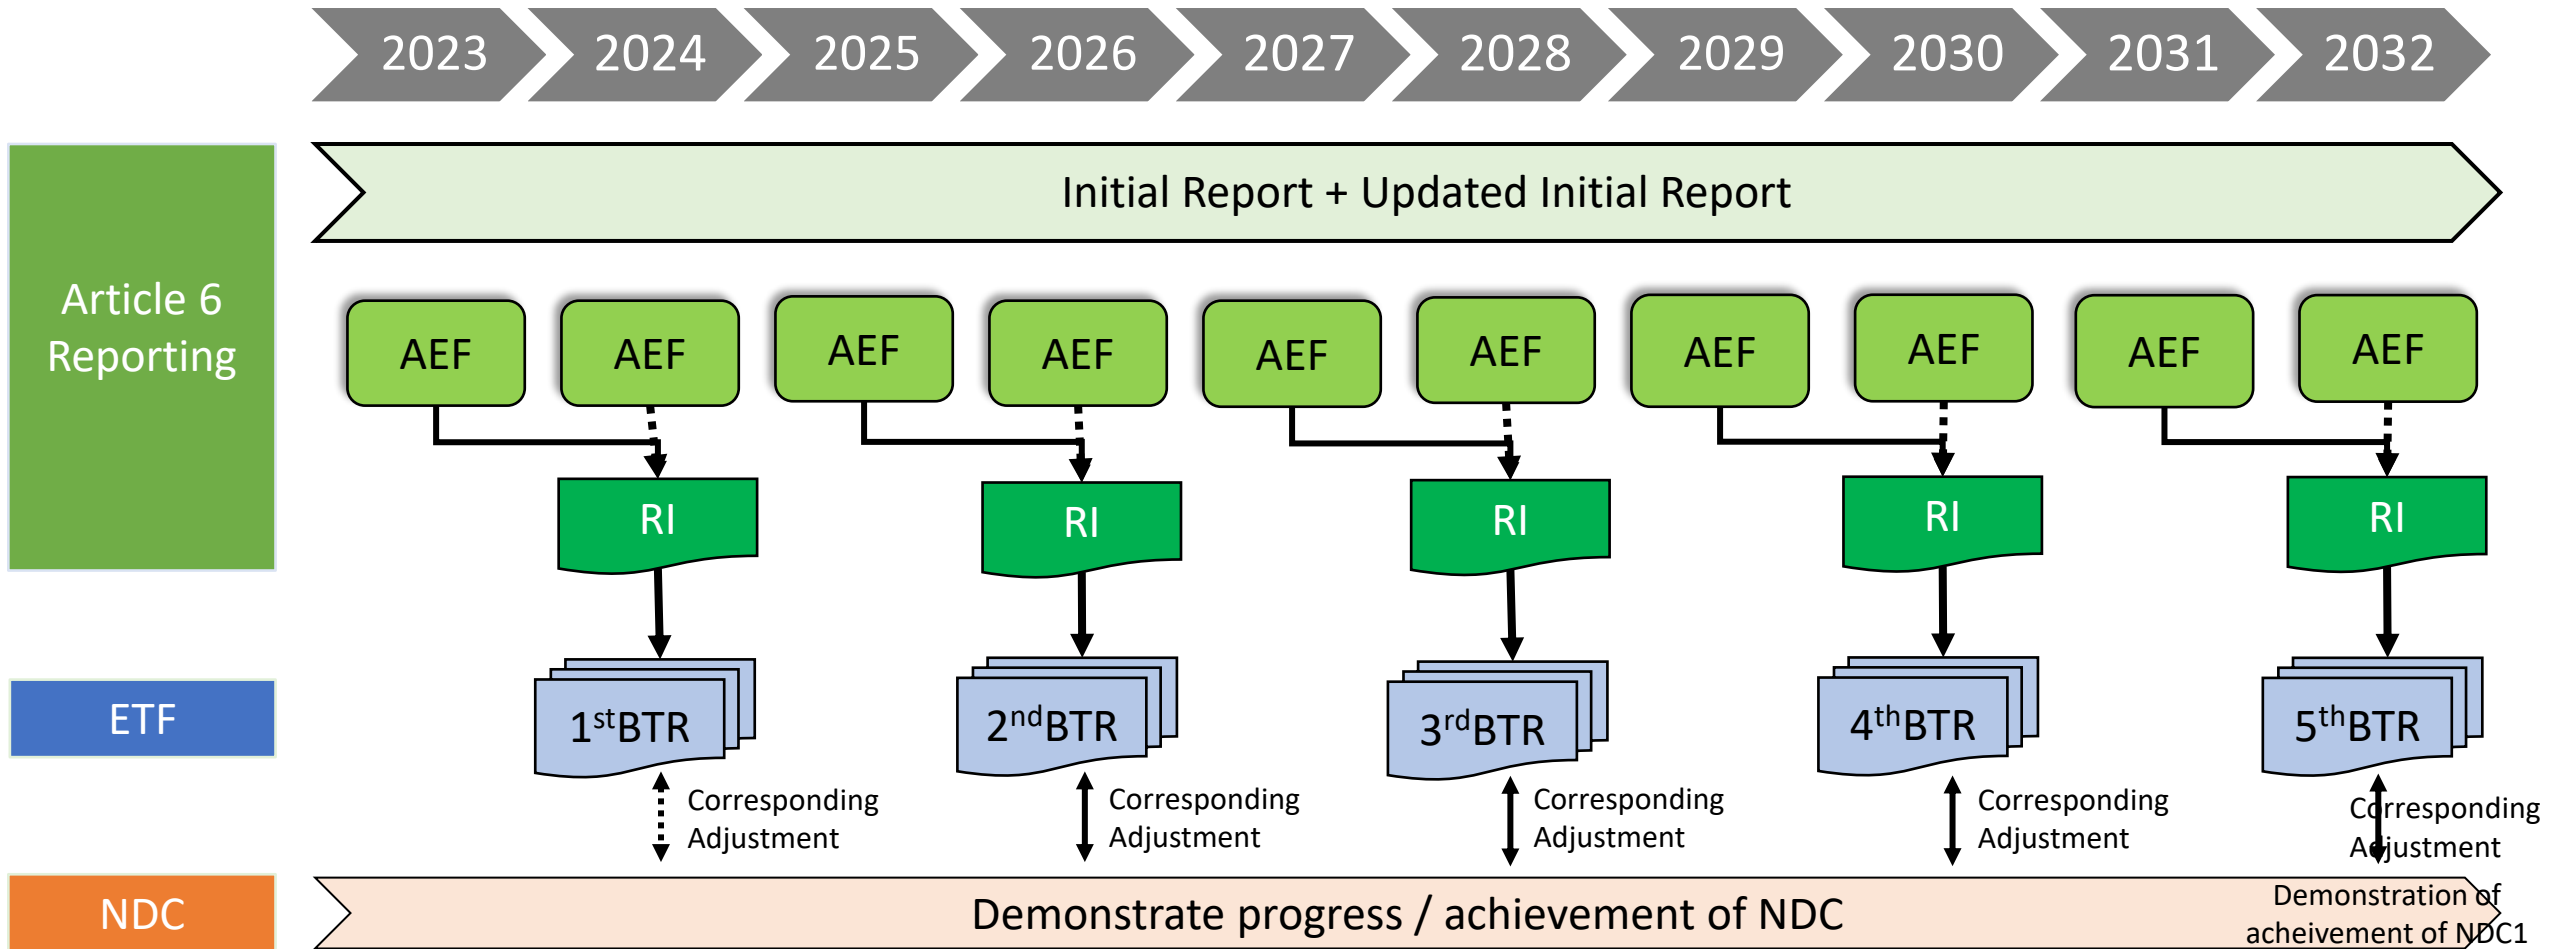 2023 2024 2025 2026 2027 2028 2029 2030 2031 2032
Initial Report + Updated Initial Report
Article 6
Reporting
AEF AEF AEF AEF AEF AEF AEF AEF AEF AEF
RI RI RI RI RI
ETF
1stBTR 2ndBTR 3rdBTR 4thBTR 5thBTR
Corresponding
Adjustment
Corresponding
Adjustment
Corresponding
Adjustment
Corresponding
Adjustment
Corresponding
Adjustment
NDC
Demonstrate progress / achievement of NDC
Demonstration of
acheivement of NDC1